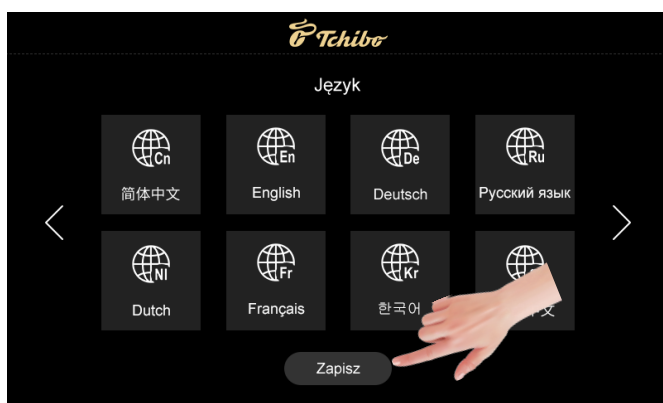 Tchibo
Język
Cn
En
De
Ru
简体中文
English
Deutsch
Русский язык
Nl
Fr
Kr
Dutch
Français
한국어
Zapisz